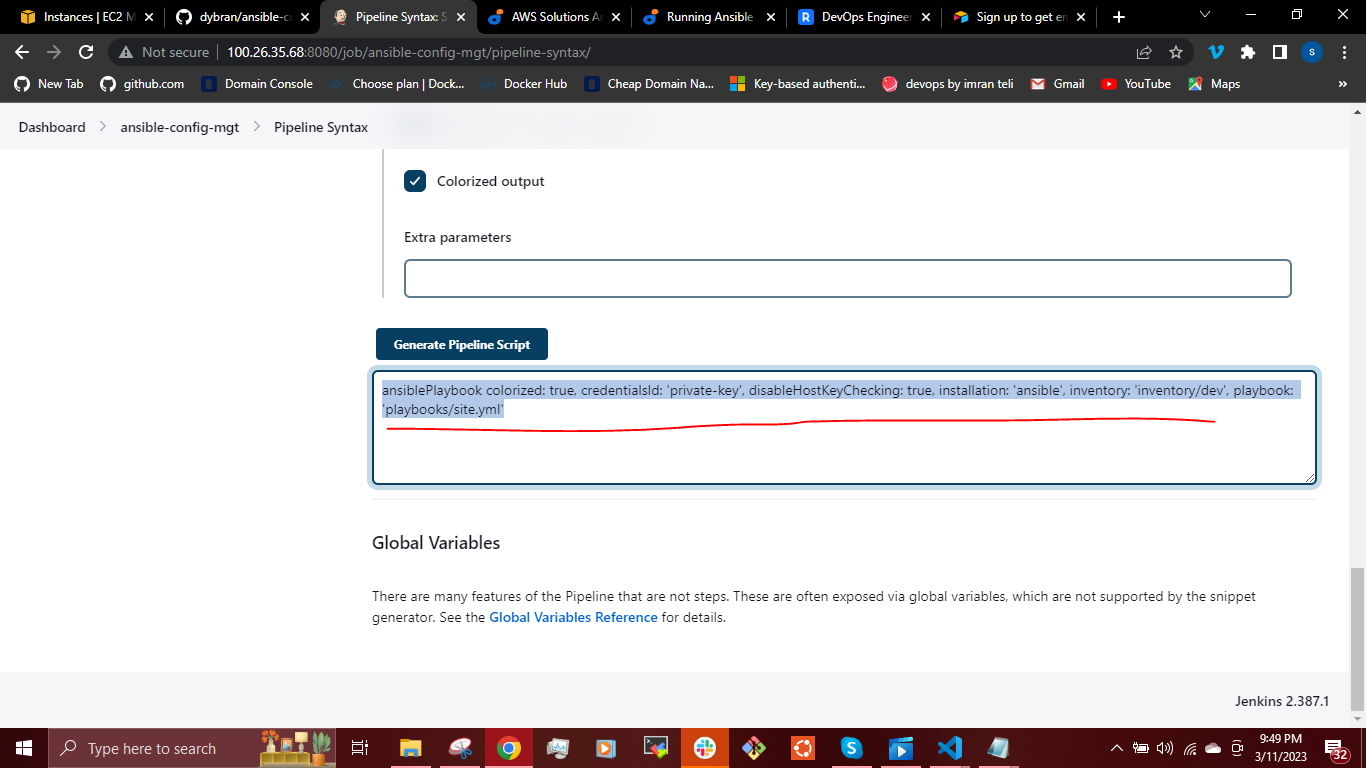 Instances | EC2 M
dybran/ansible-co
Pipeline Syntax: S
AWS Solutions A
Running Ansible
DevOps Engineer
Sign up to get en
Not secure
100.26.35.68:8080/job/ansible-config-mgt/pipeline-syntax/
S
New Tab
github.com
Domain Console
Choose plan | Dock...
Docker Hub
Cheap Domain Na...
Key-based authenti...
devops by imran teli
Gmail
YouTube
Maps
»
Dashboard
ansible-config-mgt
Pipeline Syntax
Colorized output
Extra parameters
Generate Pipeline Script
ansiblePlaybook colorized: true, credentialsId: 'private-key', disableHostKeyChecking: true, installation: 'ansible', inventory: 'inventory/dev', playbook:
'playbooks/site.yml'
Global Variables
There are many features of the Pipeline that are not steps. These are often exposed via global variables, which are not supported by the snippet
generator. See the Global Variables Reference for details.
Jenkins 2.387.1
Type here to search
9:49 PM
3/11/2023
32